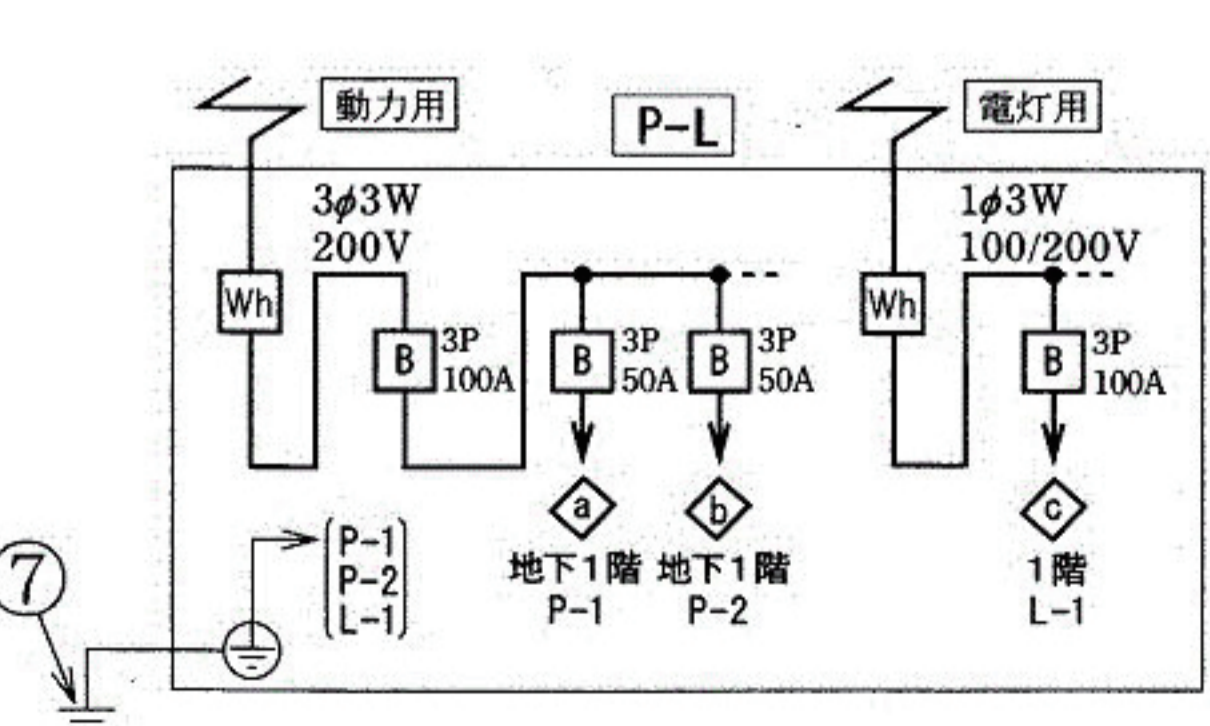 動力用
P-L
電灯用
3φ3W
200V
1φ3W
100/200V
Wh
Wh
B
3P
100A
B
3P
50A
B
3P
50A
B
3P
100A
a
b
c
地下1階
P-1
地下1階
P-2
1階
L-1
P-1
P-2
L-1
7